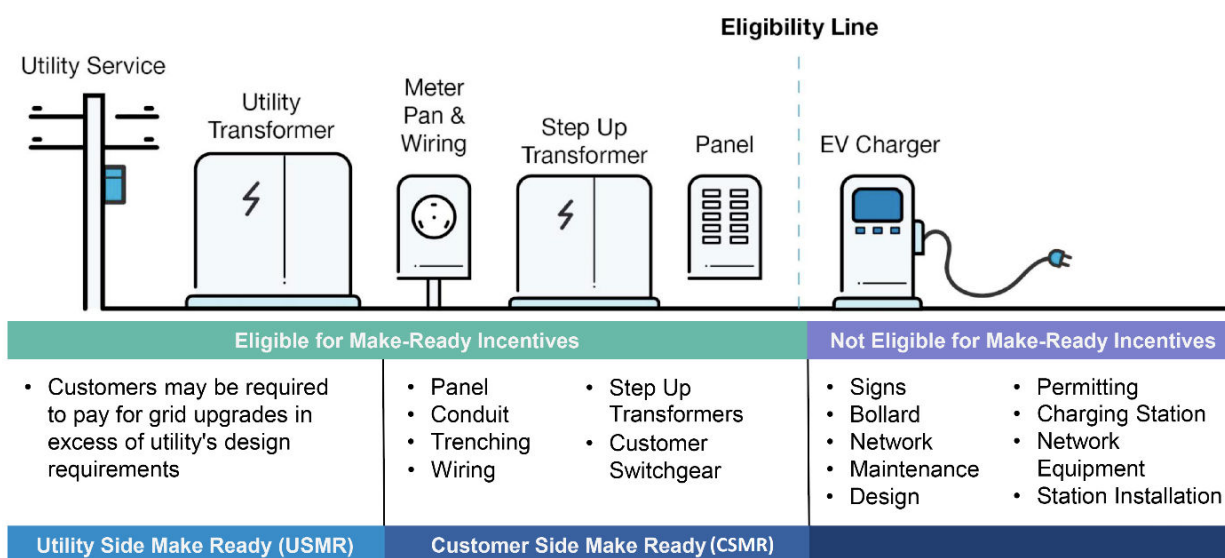 Eligibility Line
Utility Service
Utility
Transformer
Meter
Pan &
Wiring
Step Up
Transformer
Panel
EV Charger
Eligible for Make-Ready Incentives
Not Eligible for Make-Ready Incentives
• Customers may be required
to pay for grid upgrades in
excess of utility's design
requirements
• Panel
• Conduit
• Trenching
• Wiring
• Step Up
Transformers
• Customer
Switchgear
• Signs
• Bollard
• Network
• Maintenance
• Design
• Permitting
• Charging Station
• Network
Equipment
• Station Installation
Utility Side Make Ready (USMR)
Customer Side Make Ready (CSMR)